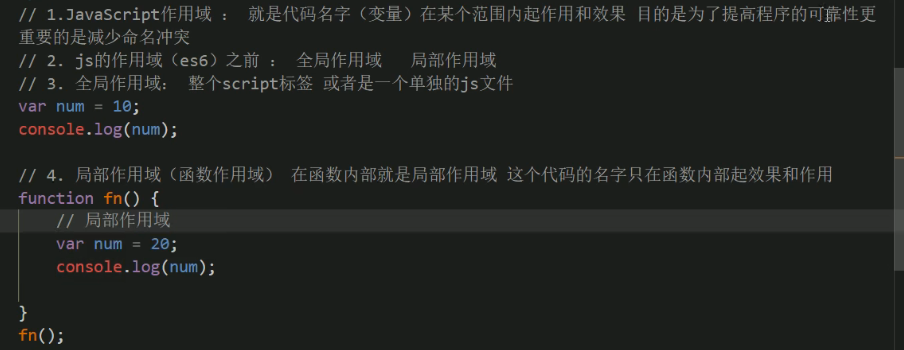 // 1.JavaScript作用域 ： 就是代码名字（变量）在某个范围内起作用和效果 目的是为了提高程序的可靠性更
重要的是减少命名冲突
// 2. js的作用域（es6）之前 ： 全局作用域   局部作用域
// 3. 全局作用域： 整个script标签 或者是一个单独的js文件
var num = 10;
console.log(num);
// 4. 局部作用域（函数作用域） 在函数内部就是局部作用域 这个代码的名字只在函数内部起效果和作用
function fn() {
    // 局部作用域
    var num = 20;
    console.log(num);
}
fn();